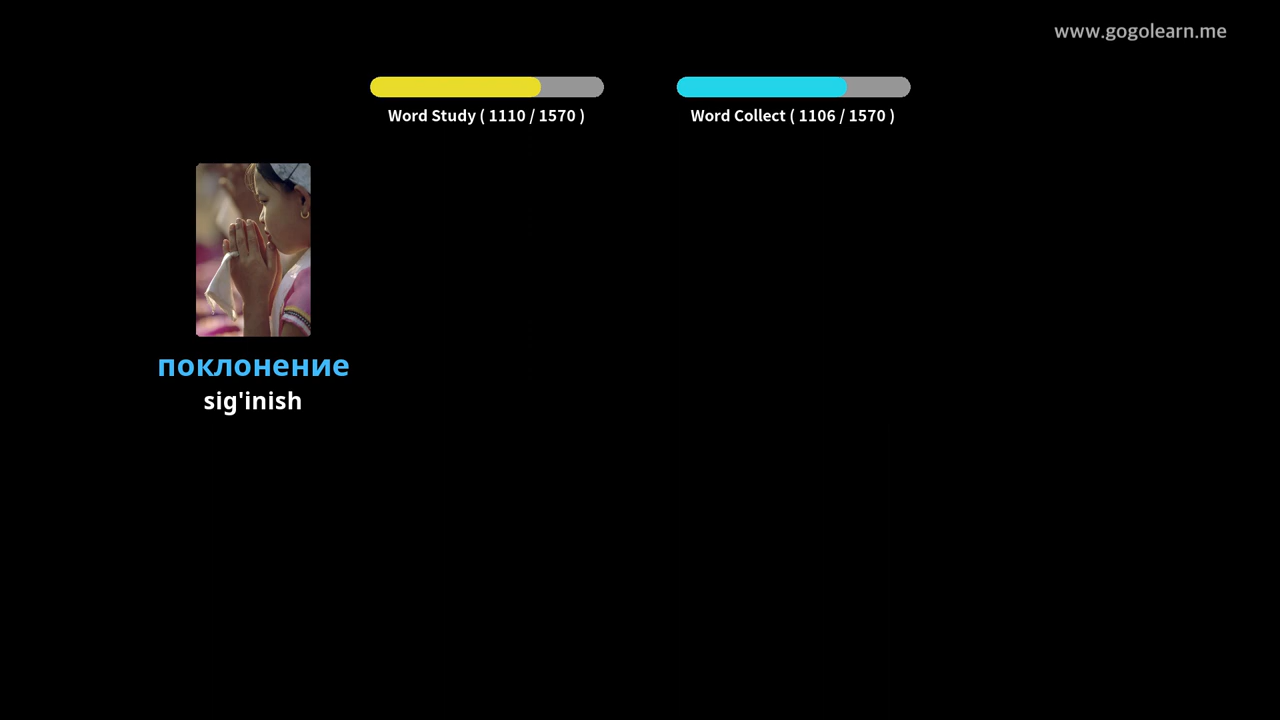 www.gogolearn.me
Word Study ( 1110 / 1570 )
Word Collect ( 1106 / 1570 )
поклонение
sig'inish